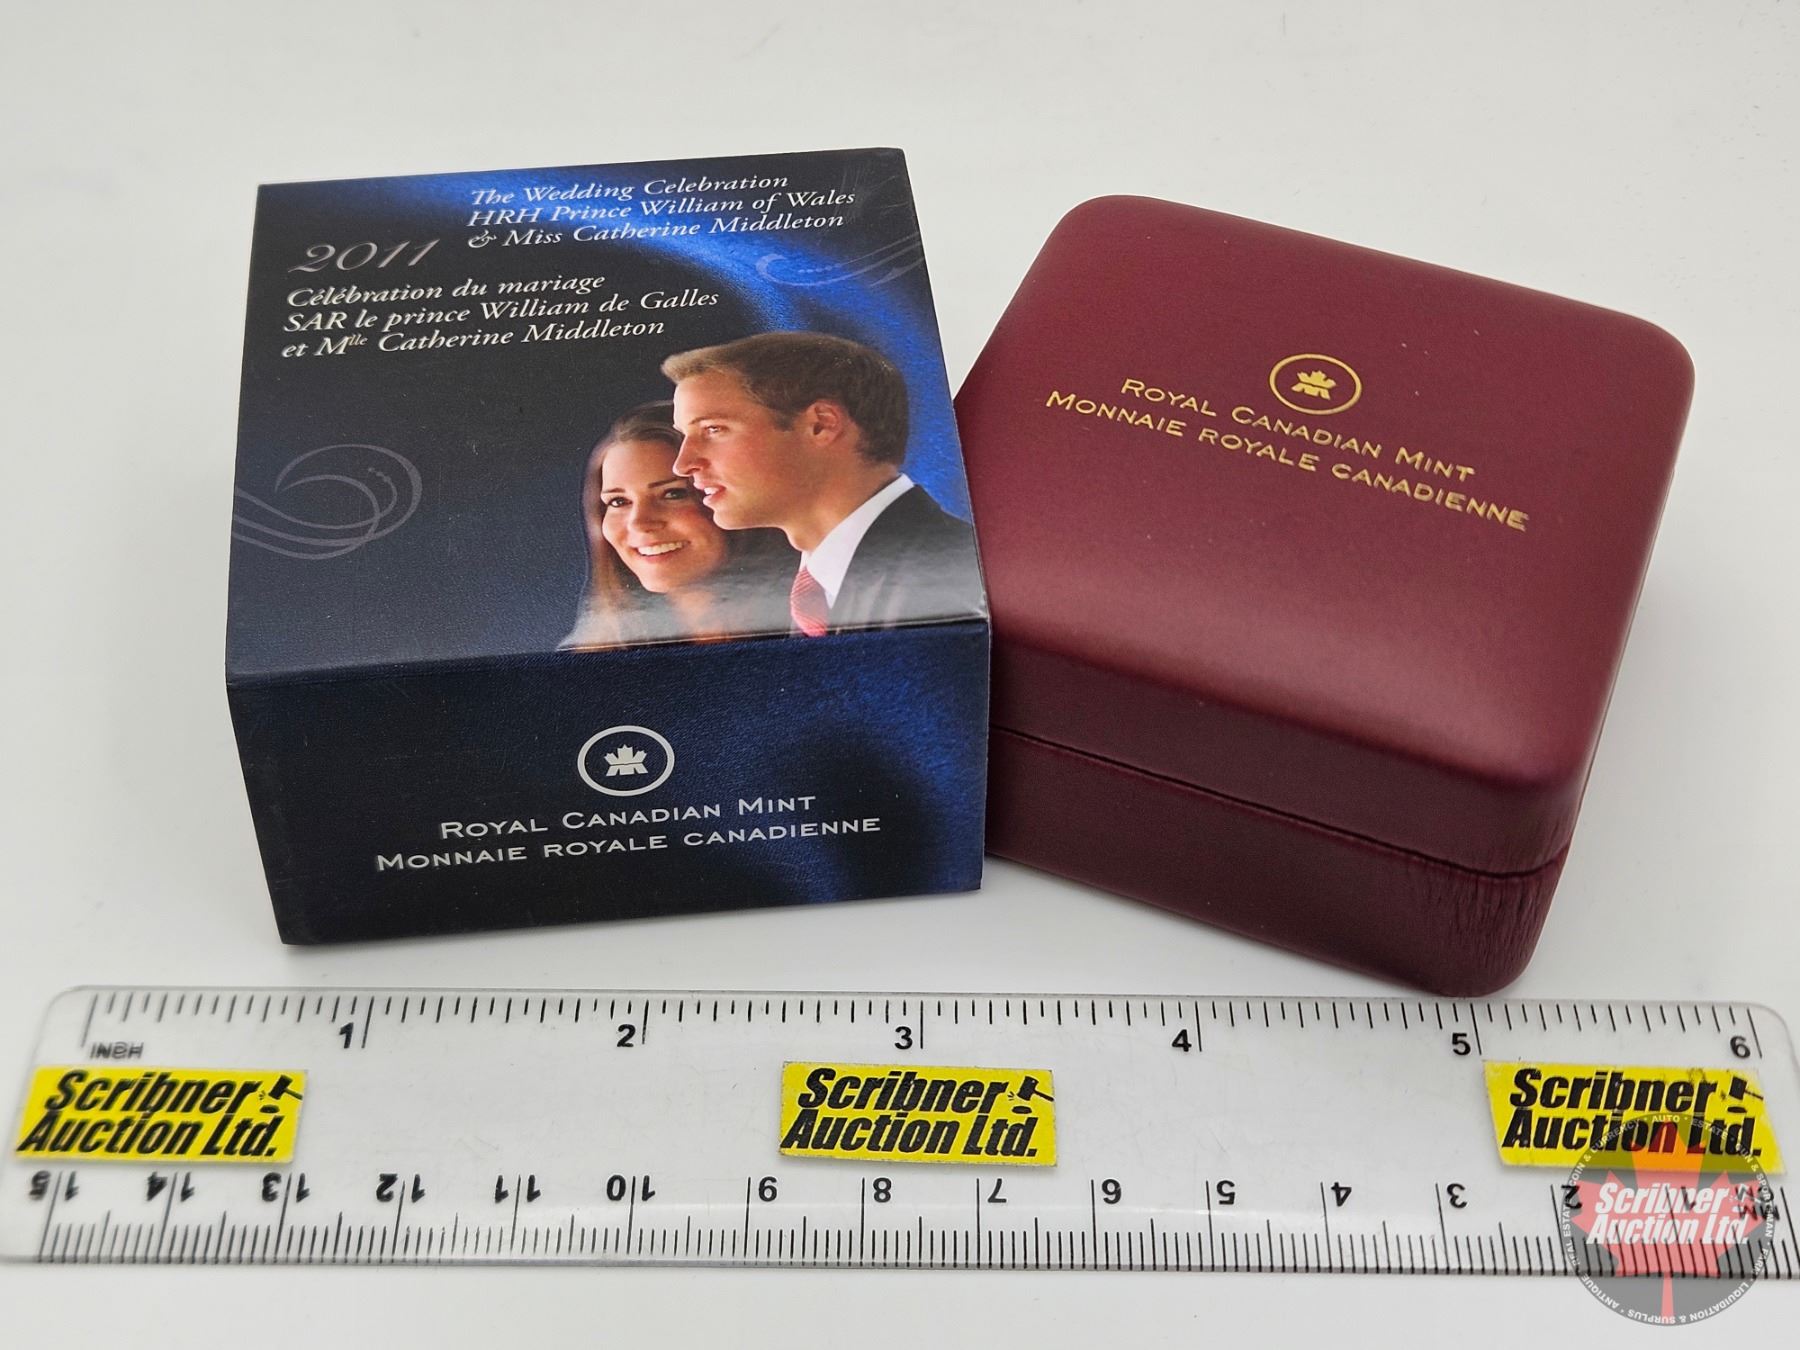 The Wedding Celebration
HRH Prince William of Wales
& Miss Catherine Middleton
2011
Célébration du mariage
SAR le prince William de Galles
et Mlle Catherine Middleton
ROYAL CANADIAN MINT
MONNAIE ROYALE CANADIENNE
ROYAL CANADIAN MINT
MONNAIE ROYALE CANADIENNE
1 2 3 4 5 6
INCH
Scribner
Auction Ltd.
Scribner
Auction Ltd.
Scribner
Auction Ltd.
15 14 13 12 11 10 9 8 7 6 5 4 3 2 1
MM
Scribner
Auction Ltd.